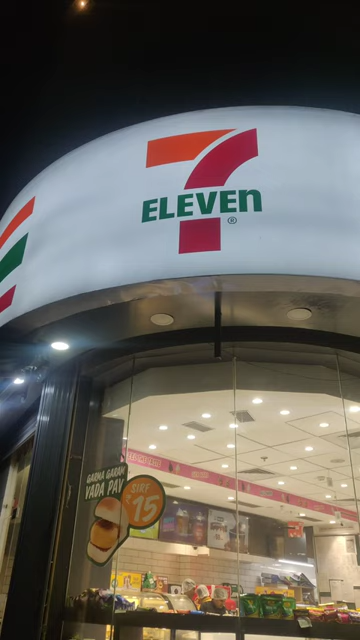 7
ELEVEn
®
GARMA GARAM
VADA PAV
SIRF
₹15